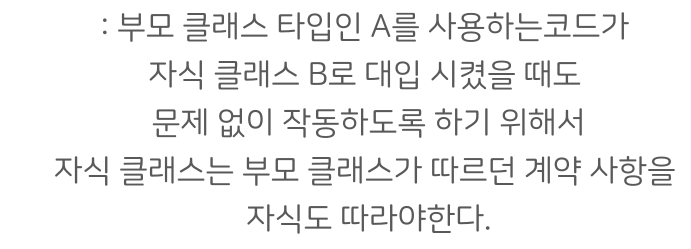 : 부모 클래스 타입인 A를 사용하는코드가
자식 클래스 B로 대입 시켰을 때도
문제 없이 작동하도록 하기 위해서
자식 클래스는 부모 클래스가 따르던 계약 사항을
자식도 따라야한다.